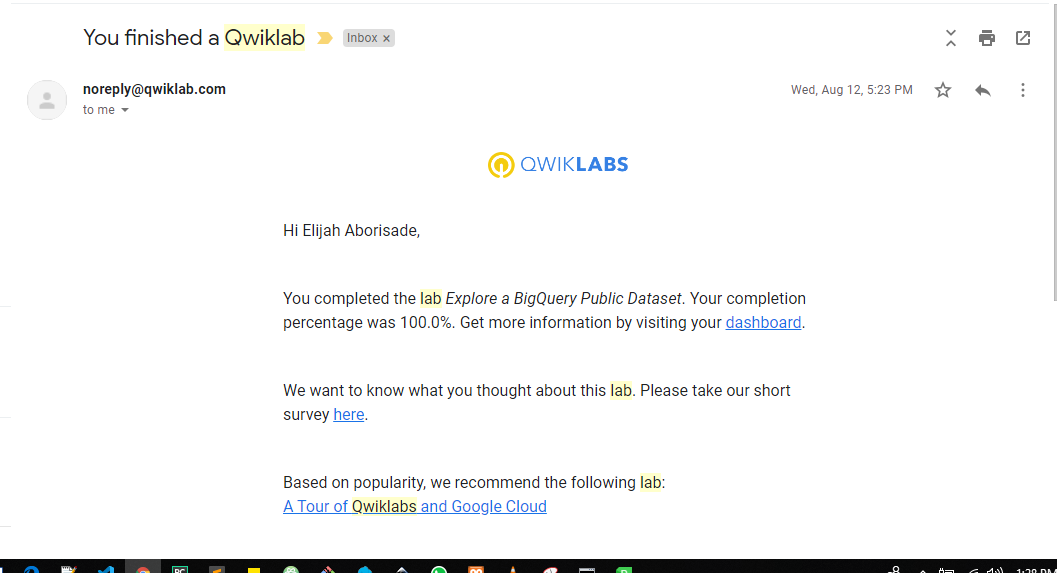 You finished a Qwiklab
Inbox x
noreply@qwiklab.com
Wed, Aug 12, 5:23 PM
to me
QWIKLABS
Hi Elijah Aborisade,
You completed the lab Explore a BigQuery Public Dataset. Your completion
percentage was 100.0%. Get more information by visiting your dashboard.
We want to know what you thought about this lab. Please take our short
survey here.
Based on popularity, we recommend the following lab:
A Tour of Qwiklabs and Google Cloud
PC